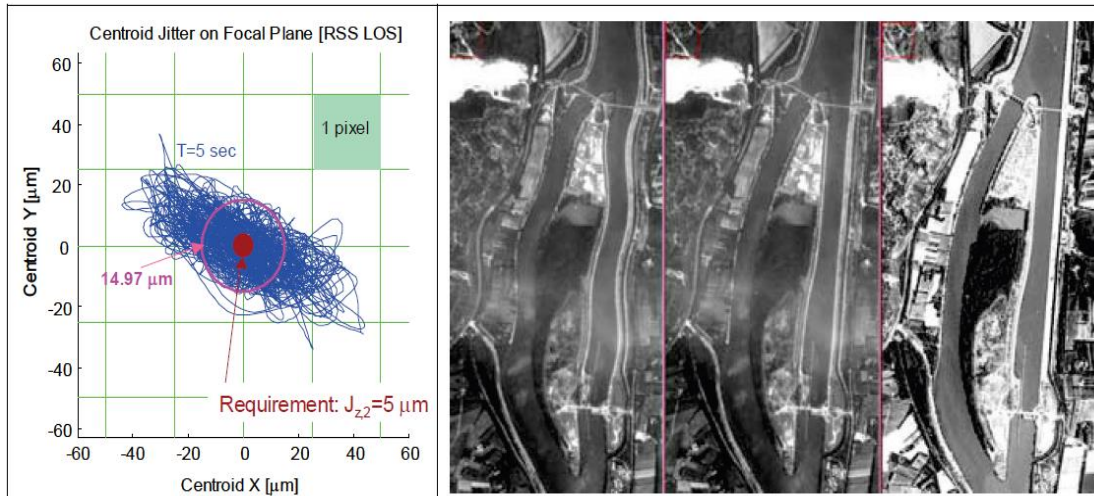 Centroid Jitter on Focal Plane [RSS LOS]
60
40
20
0
-20
-40
-60
Centroid Y [μm]
1 pixel
T=5 sec
14.97 μm
Requirement: J_z,2=5 μm
-60 -40 -20 0 20 40 60
Centroid X [μm]